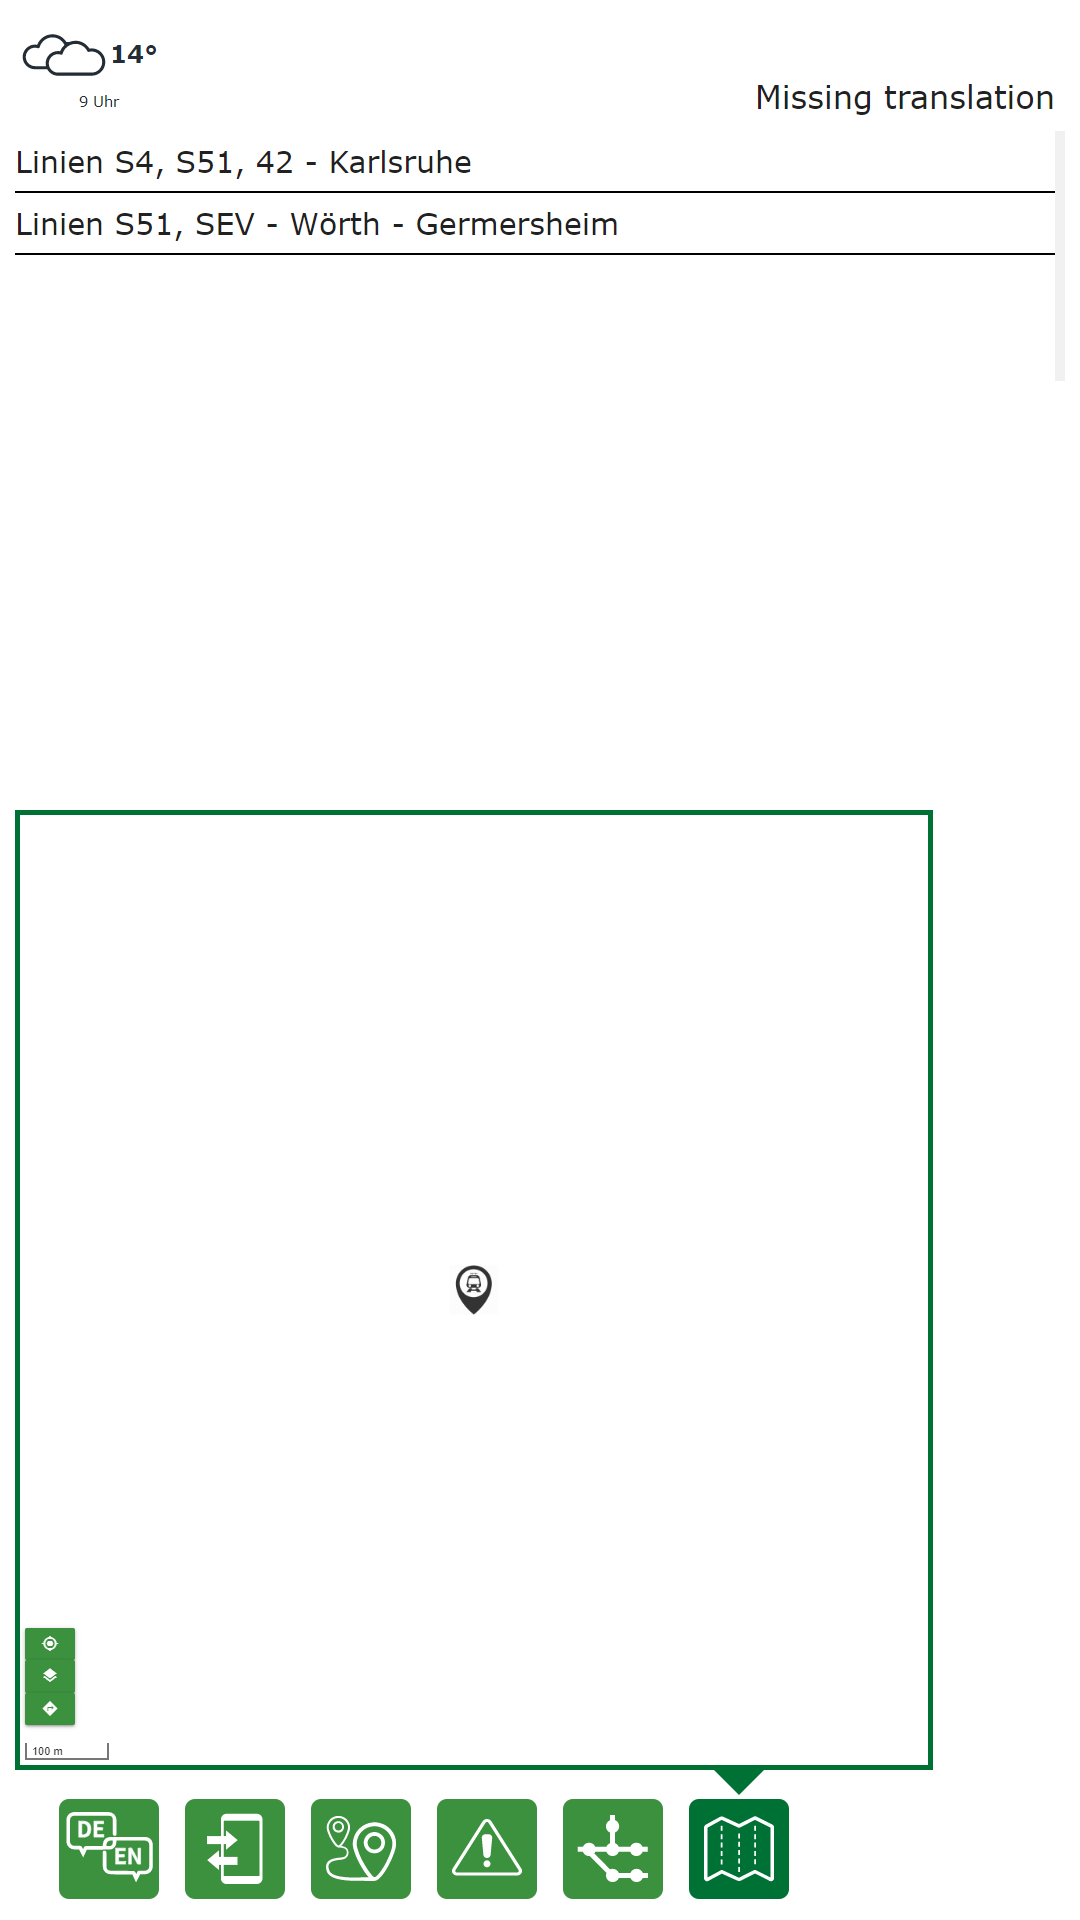 14°
9 Uhr
Missing translation
Linien S4, S51, 42 - Karlsruhe
Linien S51, SEV - Wörth - Germersheim
100 m
DE
EN